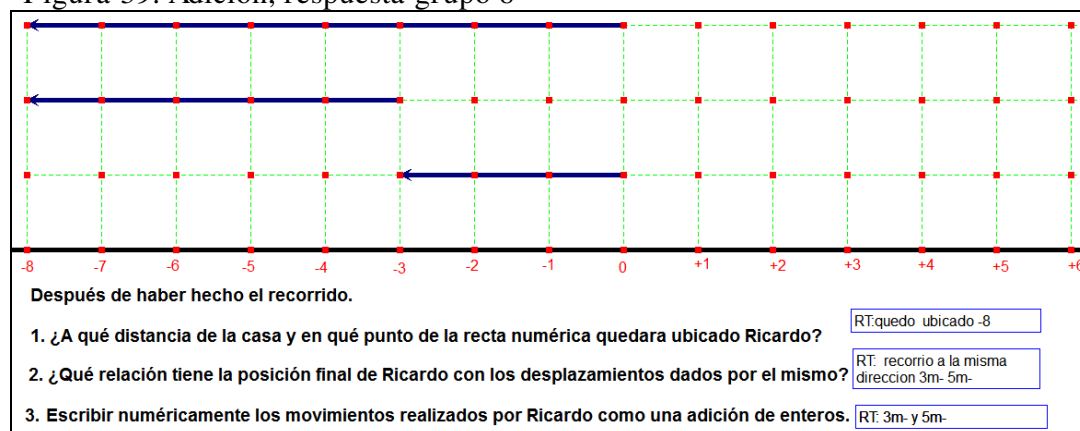 Figura 39. Adición, respuesta grupo 8
-8 -7 -6 -5 -4 -3 -2 -1 0 +1 +2 +3 +4 +5 +6
Después de haber hecho el recorrido.
1. ¿A qué distancia de la casa y en qué punto de la recta numérica quedara ubicado Ricardo?
RT:quedo ubicado -8
2. ¿Qué relación tiene la posición final de Ricardo con los desplazamientos dados por el mismo?
RT: recorrio a la misma
direccion 3m- 5m-
3. Escribir numéricamente los movimientos realizados por Ricardo como una adición de enteros.
RT: 3m- y 5m-